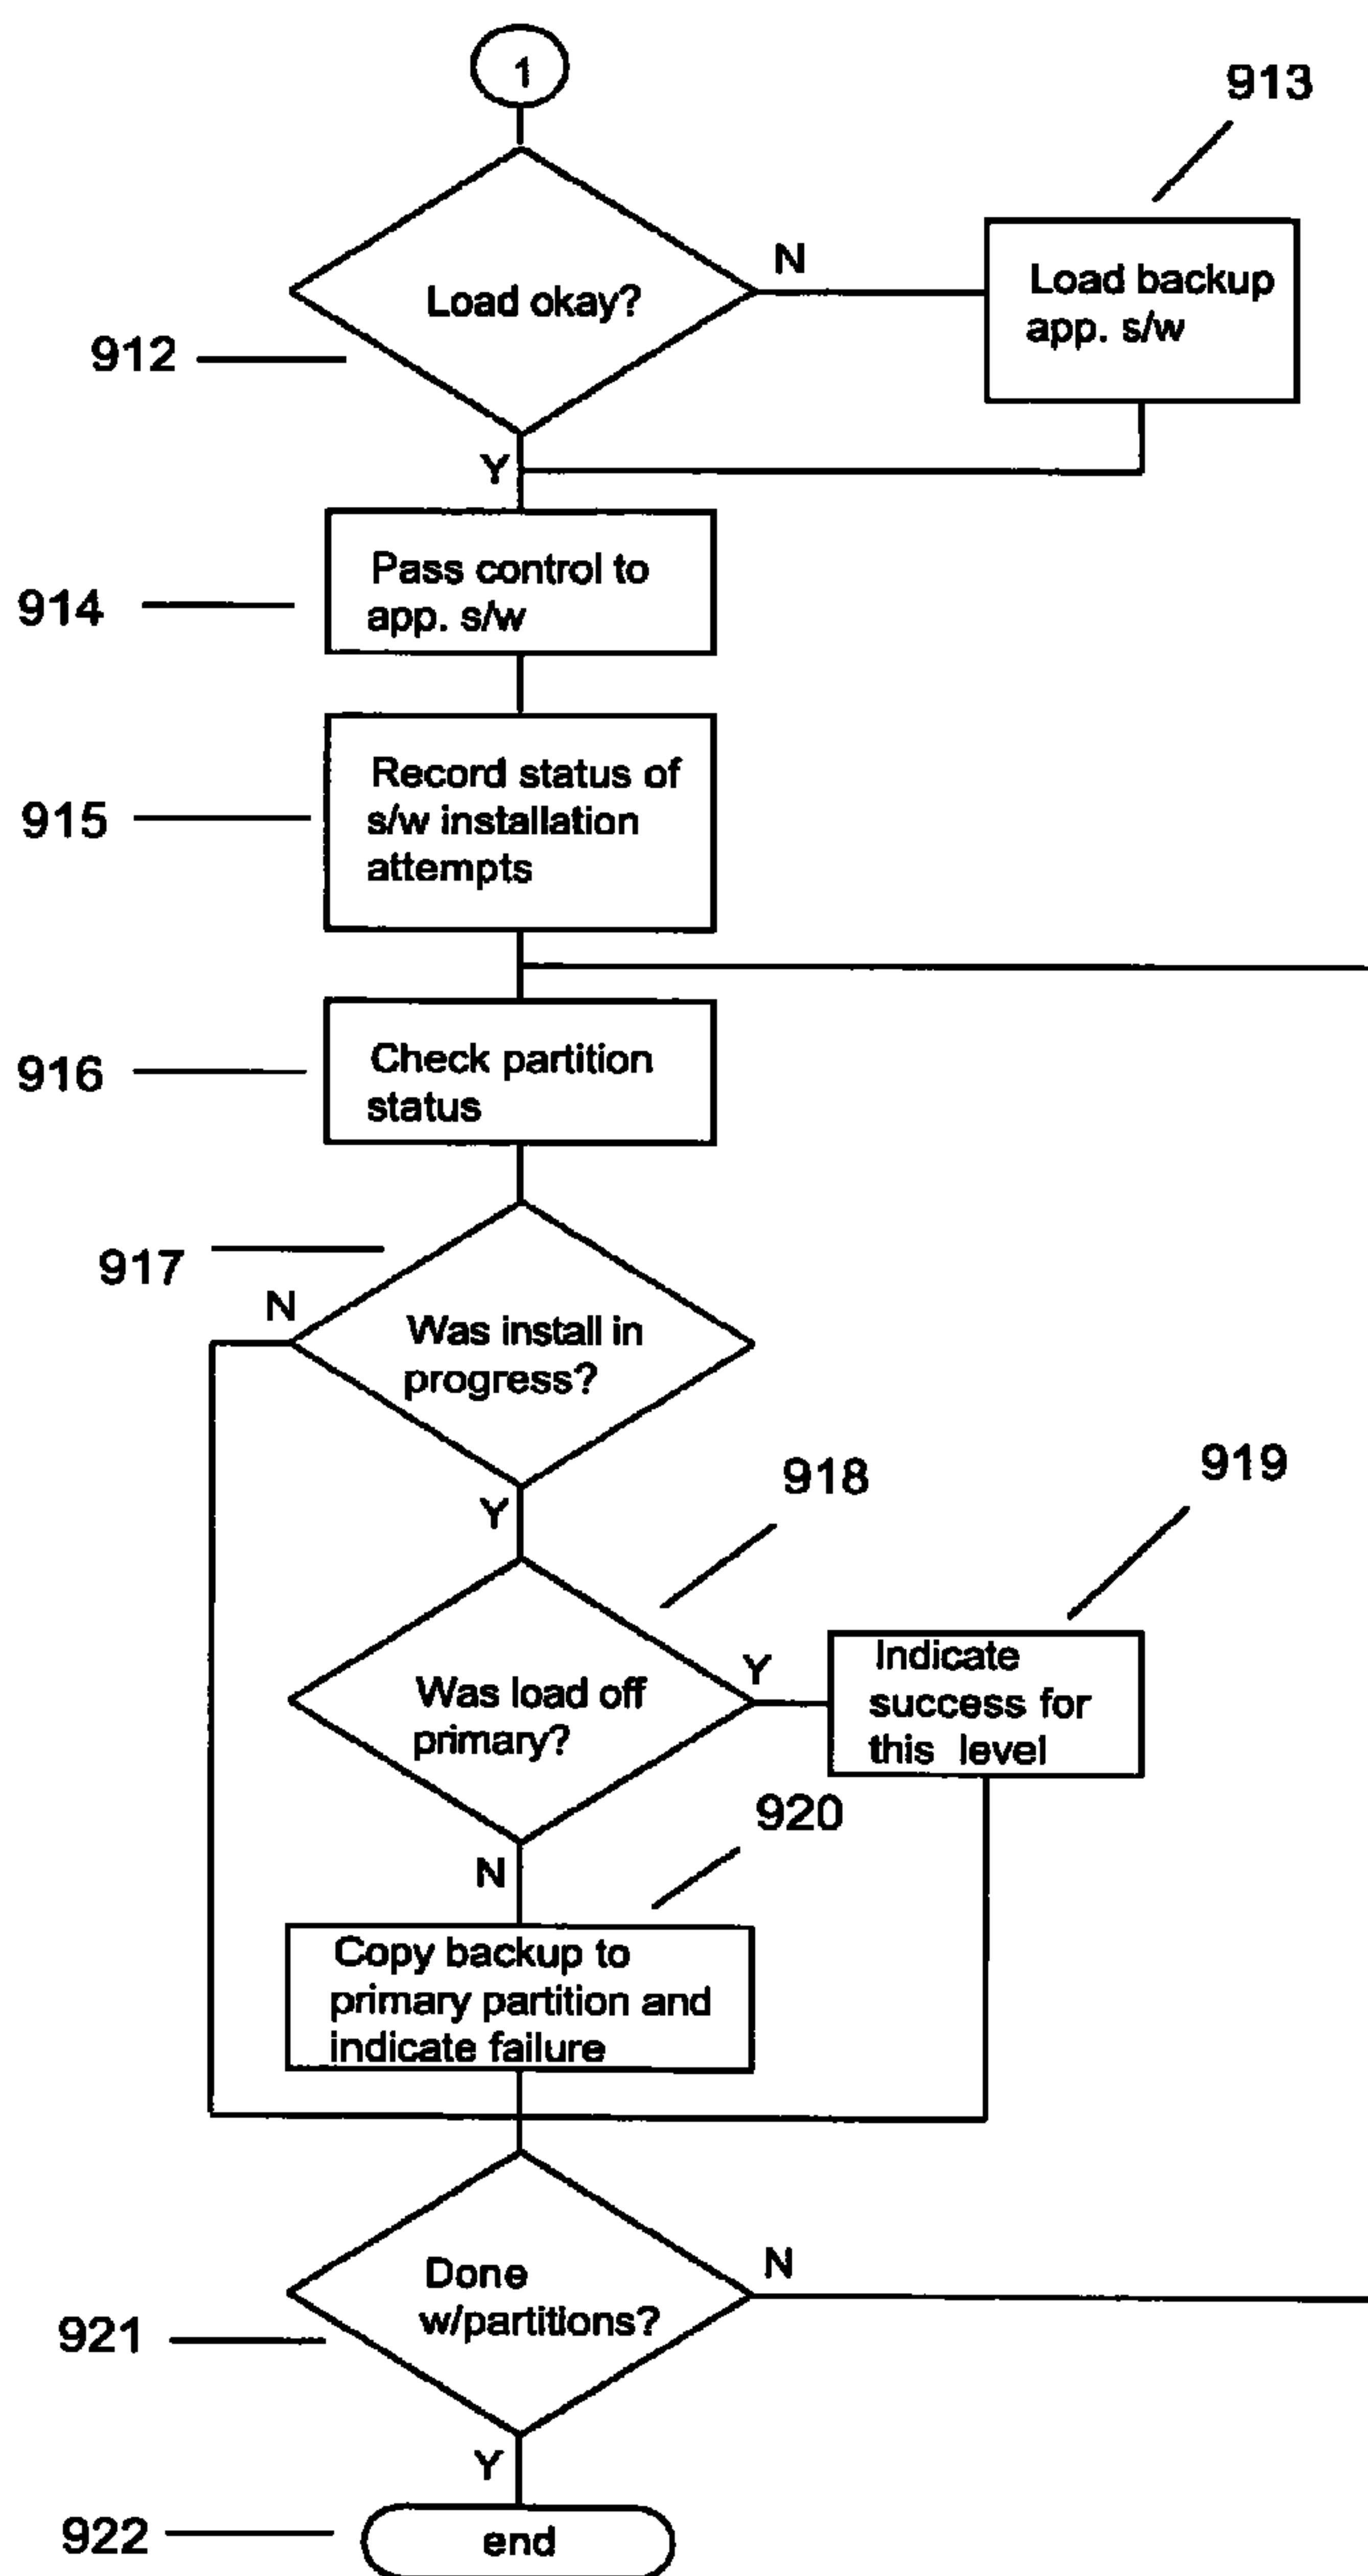 1
913
N
Load okay?
Load backup
app. s/w
912
Y
Pass control to
app. s/w
914
Record status of
s/w installation
attempts
915
Check partition
status
916
917
N
Was install in
progress?
Y
918
919
Was load off
primary?
Y
Indicate
success for
this level
920
N
Copy backup to
primary partition and
indicate failure
Done
w/partitions?
N
921
Y
922
end